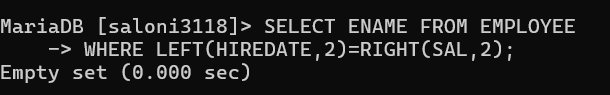 MariaDB [saloni3118]> SELECT ENAME FROM EMPLOYEE
-> WHERE LEFT(HIREDATE,2)=RIGHT(SAL,2);
Empty set (0.000 sec)